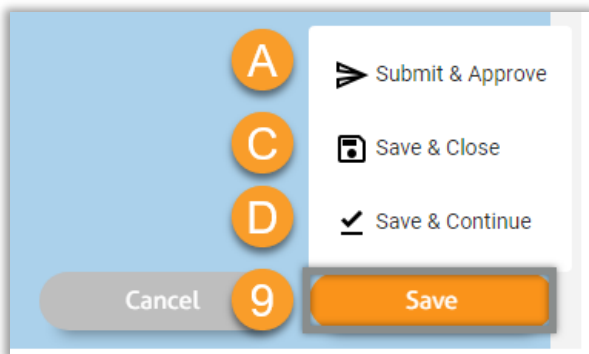 A Submit & Approve
C Save & Close
D Save & Continue
Cancel 9 Save